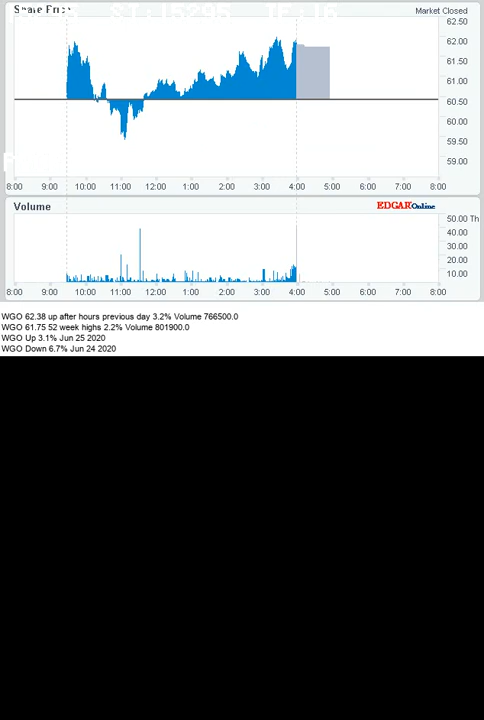 Share Price
Market Closed
62.50
62.00
61.50
61.00
60.50
60.00
59.50
59.00
8:00 9:00 10:00 11:00 12:00 1:00 2:00 3:00 4:00 5:00 6:00 7:00 8:00
Volume
EDGAR Online
50.00 Th
40.00
30.00
20.00
10.00
8:00 9:00 10:00 11:00 12:00 1:00 2:00 3:00 4:00 5:00 6:00 7:00 8:00
WGO 62.38 up after hours previous day 3.2% Volume 766500.0
WGO 61.75 52 week highs 2.2% Volume 801900.0
WGO Up 3.1% Jun 25 2020
WGO Down 6.7% Jun 24 2020